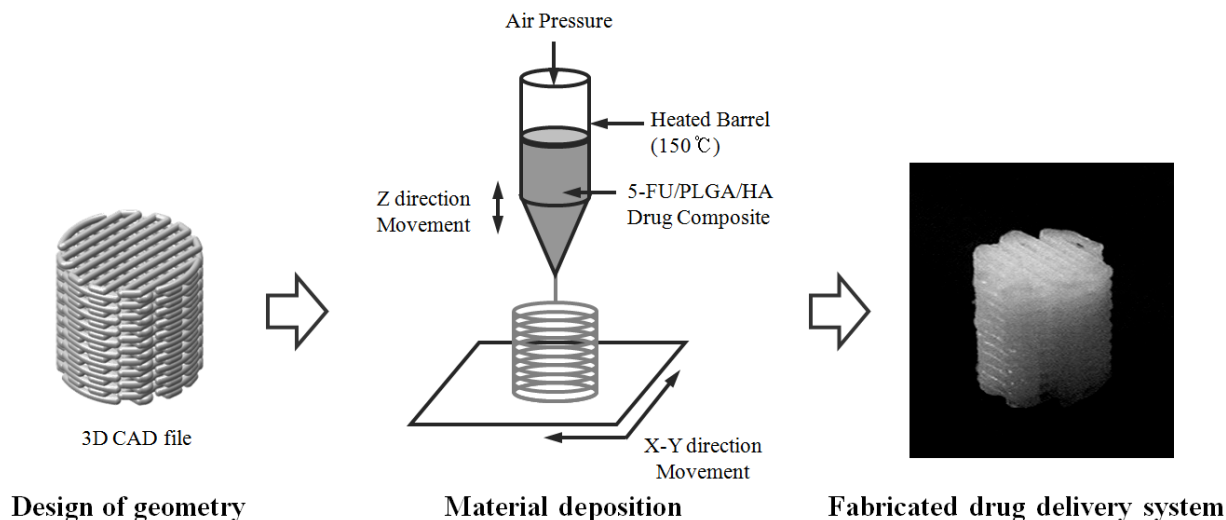 Air Pressure
Heated Barrel
(150℃)
Z direction
Movement
5-FU/PLGA/HA
Drug Composite
3D CAD file
X-Y direction
Movement
Design of geometry
Material deposition
Fabricated drug delivery system